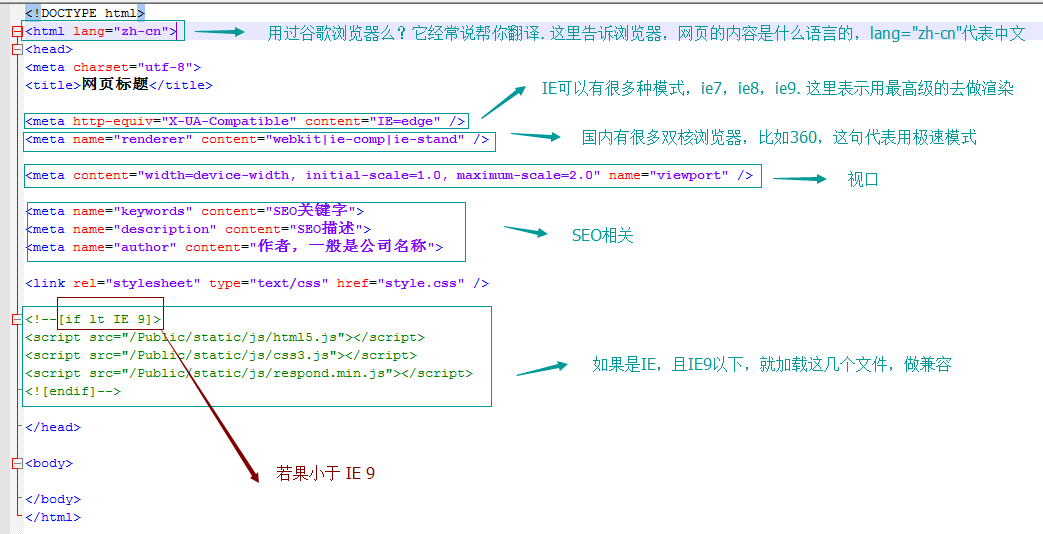 <!DOCTYPE html>
<html lang="zh-cn">
用过谷歌浏览器么？它经常说帮你翻译. 这里告诉浏览器，网页的内容是什么语言的，lang="zh-cn"代表中文
<head>
<meta charset="utf-8">
<title>网页标题</title>
IE可以有很多种模式，ie7，ie8，ie9. 这里表示用最高级的去做渲染
<meta http-equiv="X-UA-Compatible" content="IE=edge" />
<meta name="renderer" content="webkit|ie-comp|ie-stand" />
国内有很多双核浏览器，比如360，这句代表用极速模式
<meta content="width=device-width, initial-scale=1.0, maximum-scale=2.0" name="viewport" />
视口
<meta name="keywords" content="SEO关键字">
<meta name="description" content="SEO描述">
<meta name="author" content="作者，一般是公司名称">
SEO相关
<link rel="stylesheet" type="text/css" href="style.css" />
<!--[if lt IE 9]>
<script src="/Public/static/js/html5.js"></script>
<script src="/Public/static/js/css3.js"></script>
<script src="/Public/static/js/respond.min.js"></script>
<![endif]-->
如果是IE，且IE9以下，就加载这几个文件，做兼容
</head>
<body>
若果小于 IE 9
</body>
</html>